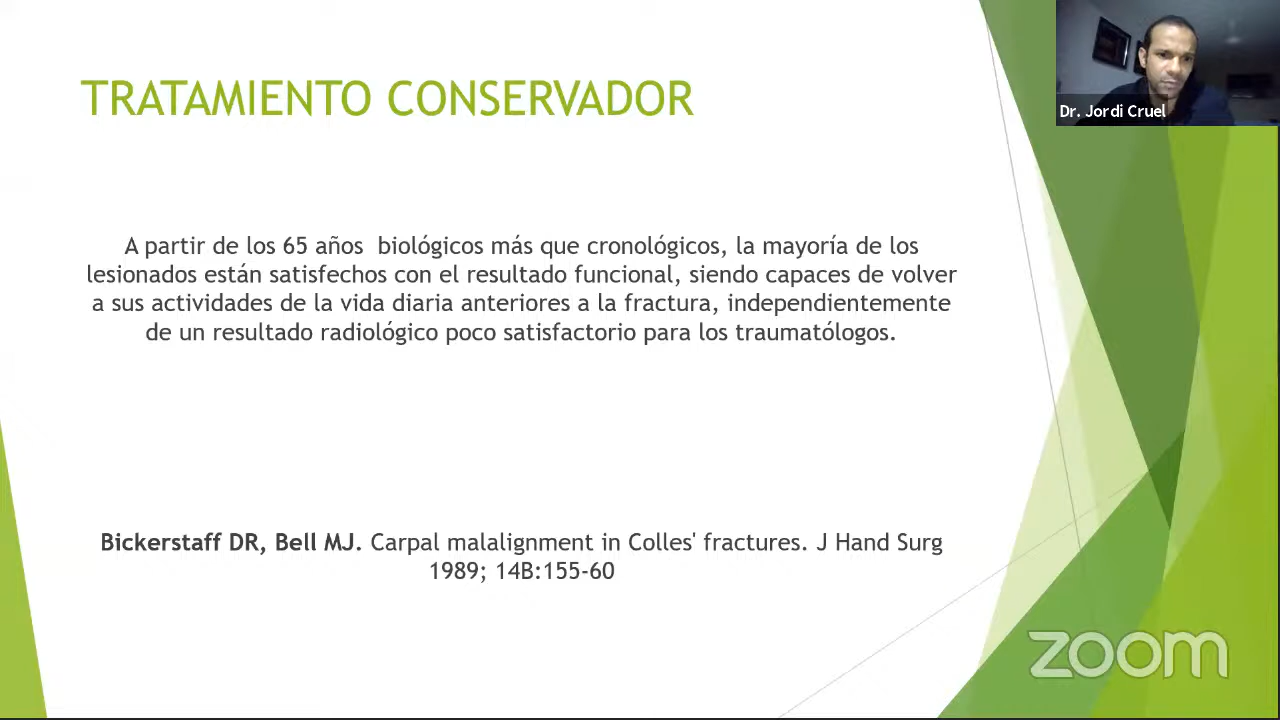 TRATAMIENTO CONSERVADOR
Dr. Jordi Cruel
A partir de los 65 años  biológicos más que cronológicos, la mayoría de los
lesionados están satisfechos con el resultado funcional, siendo capaces de volver
a sus actividades de la vida diaria anteriores a la fractura, independientemente
de un resultado radiológico poco satisfactorio para los traumatólogos.
Bickerstaff DR, Bell MJ. Carpal malalignment in Colles' fractures. J Hand Surg
1989; 14B:155-60
zoom